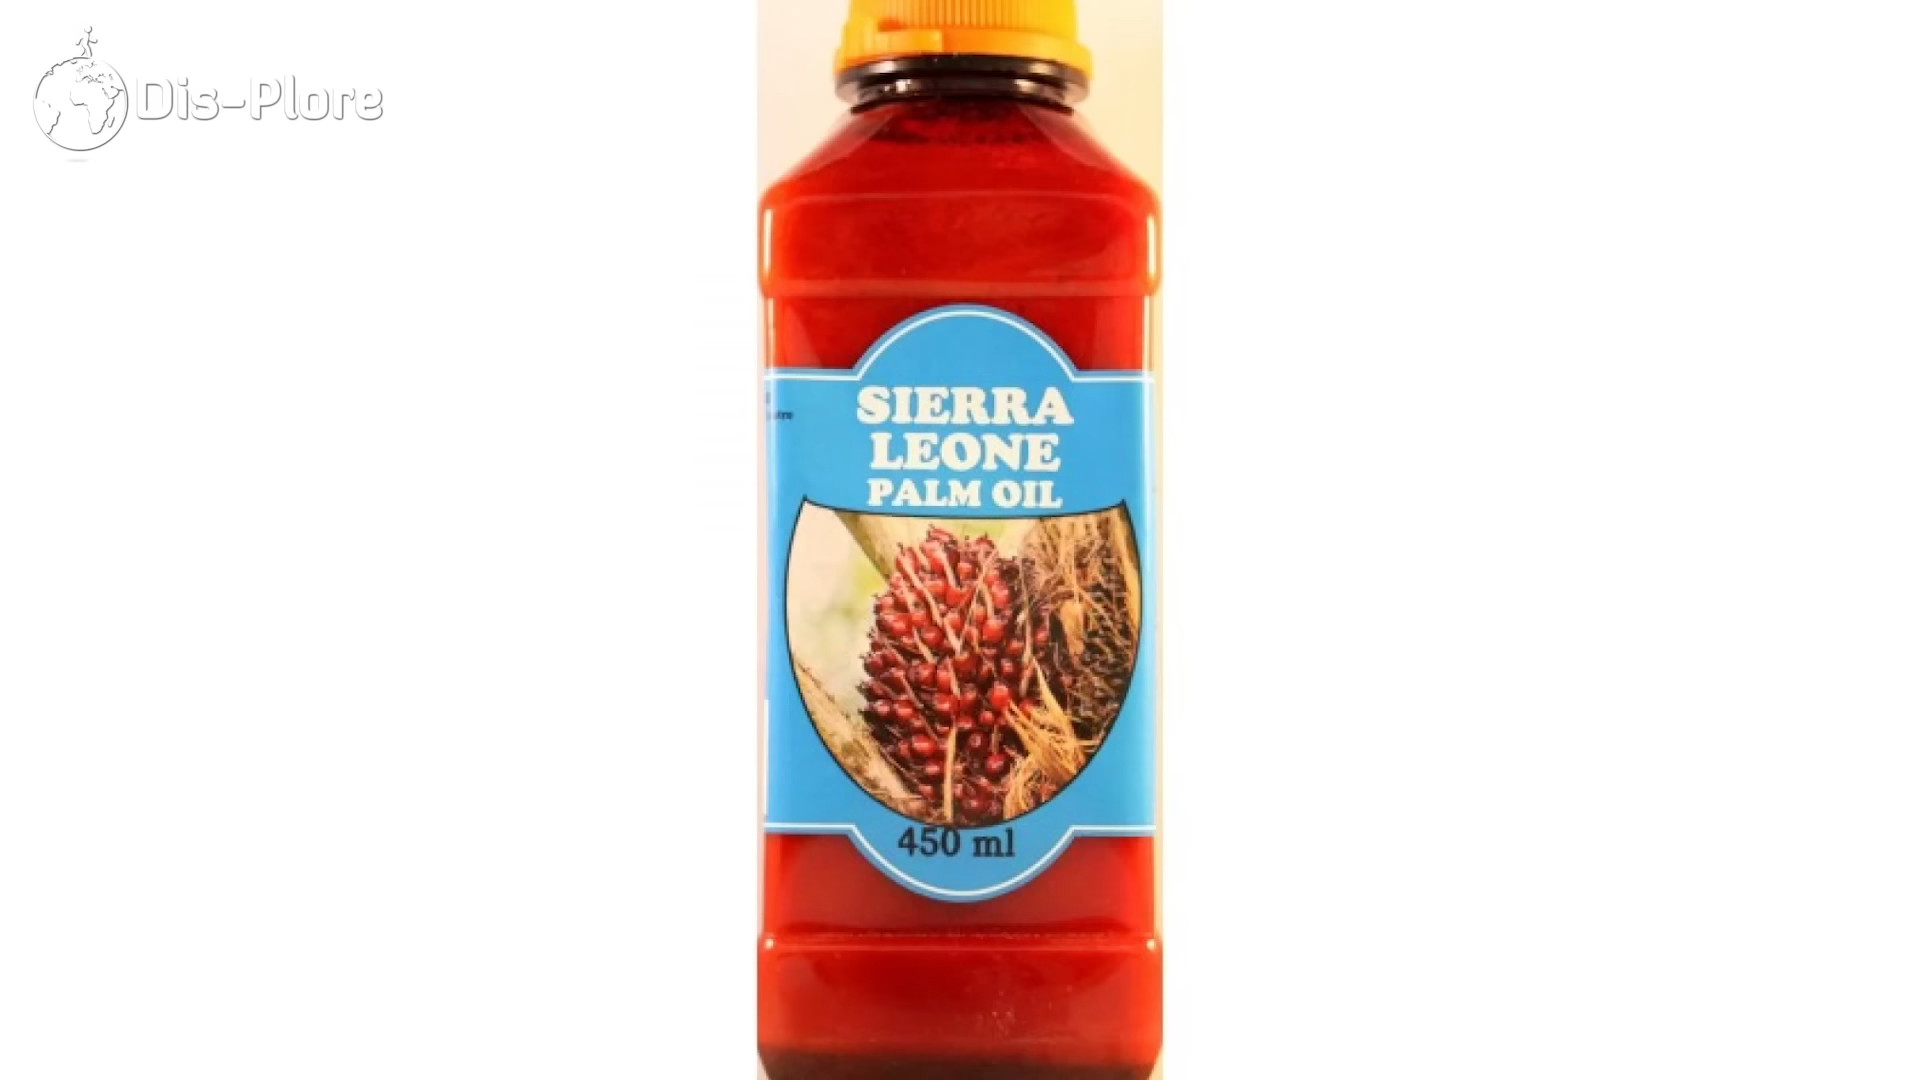 Dis-Plore
SIERRA
LEONE
PALM OIL
450 ml